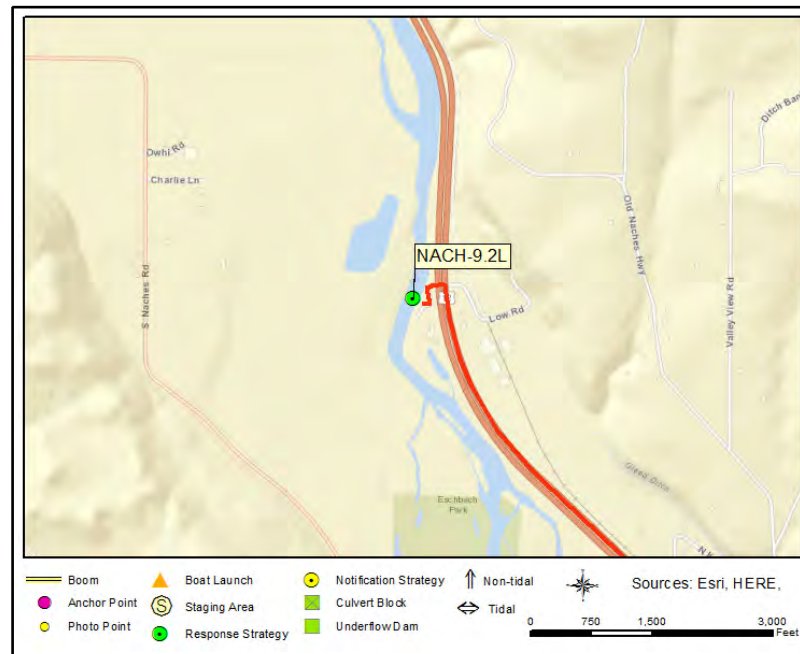 Ditch Ban
Owhi Rd
Charlie Ln
Old Naches Hwy
S Naches Rd
Valley View Rd
NACH-9.2L
Low Rd
Gleed Ditch
Eschbach
Park
N
Boom
Boat Launch
Notification Strategy
Non-tidal
Sources: Esri, HERE,
Anchor Point
S
Staging Area
Culvert Block
Tidal
Photo Point
Response Strategy
Underflow Dam
0 750 1,500 3,000
Feet